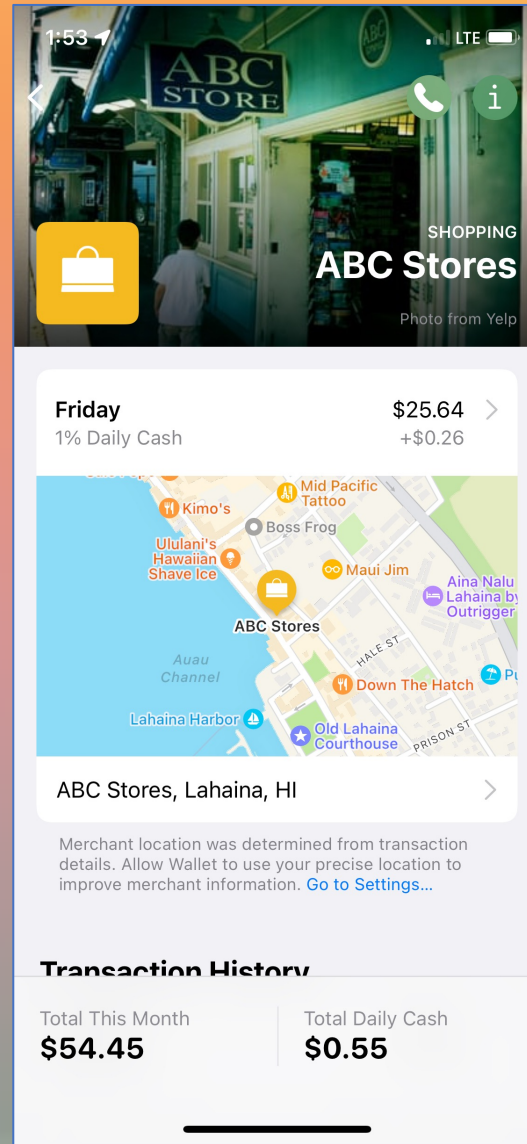 1:53
LTE
ABC
STORE
ABC
STORE
i
SHOPPING
ABC Stores
Photo from Yelp
Friday
$25.64
1% Daily Cash
+$0.26
Mid Pacific
Tattoo
Kimo's
Boss Frog
Ululani's
Hawaiian
Shave Ice
Maui Jim
Aina Nalu
Lahaina by
Outrigger
ABC Stores
HALE ST
Auau
Channel
Down The Hatch
Lahaina Harbor
Old Lahaina
Courthouse
PRISON ST
ABC Stores, Lahaina, HI
Merchant location was determined from transaction
details. Allow Wallet to use your precise location to
improve merchant information. Go to Settings...
Transaction History
Total This Month
Total Daily Cash
$54.45
$0.55